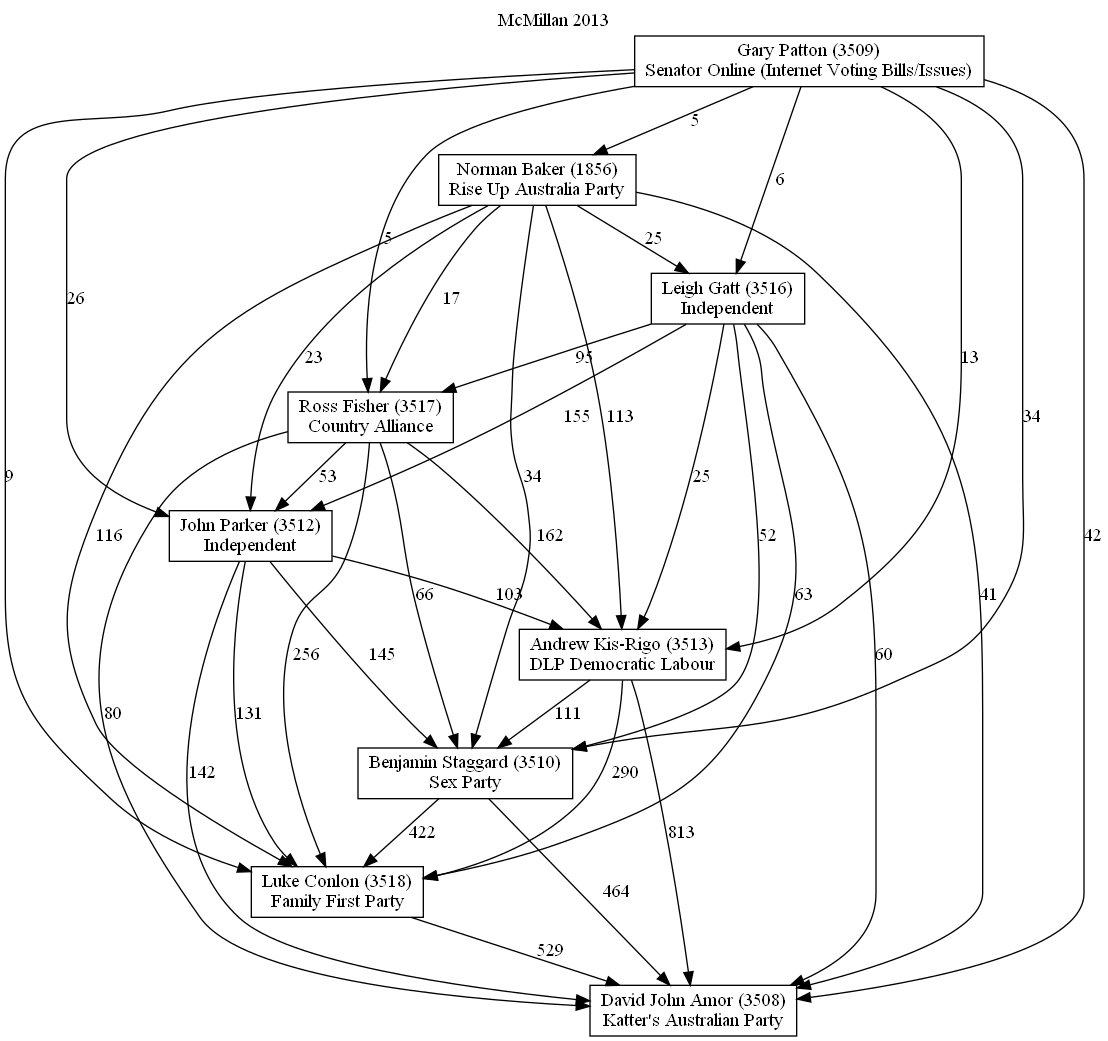 McMillan 2013
Gary Patton (3509)
Senator Online (Internet Voting Bills/Issues)
5
Norman Baker (1856)
Rise Up Australia Party
6
5
25
Leigh Gatt (3516)
Independent
26
17
23
95
13
Ross Fisher (3517)
Country Alliance
155
113
34
9
53
34
25
John Parker (3512)
Independent
116
162
52
42
66
103
63
41
Andrew Kis-Rigo (3513)
DLP Democratic Labour
256
145
60
80
131
111
Benjamin Staggard (3510)
Sex Party
142
290
422
813
Luke Conlon (3518)
Family First Party
464
529
David John Amor (3508)
Katter's Australian Party